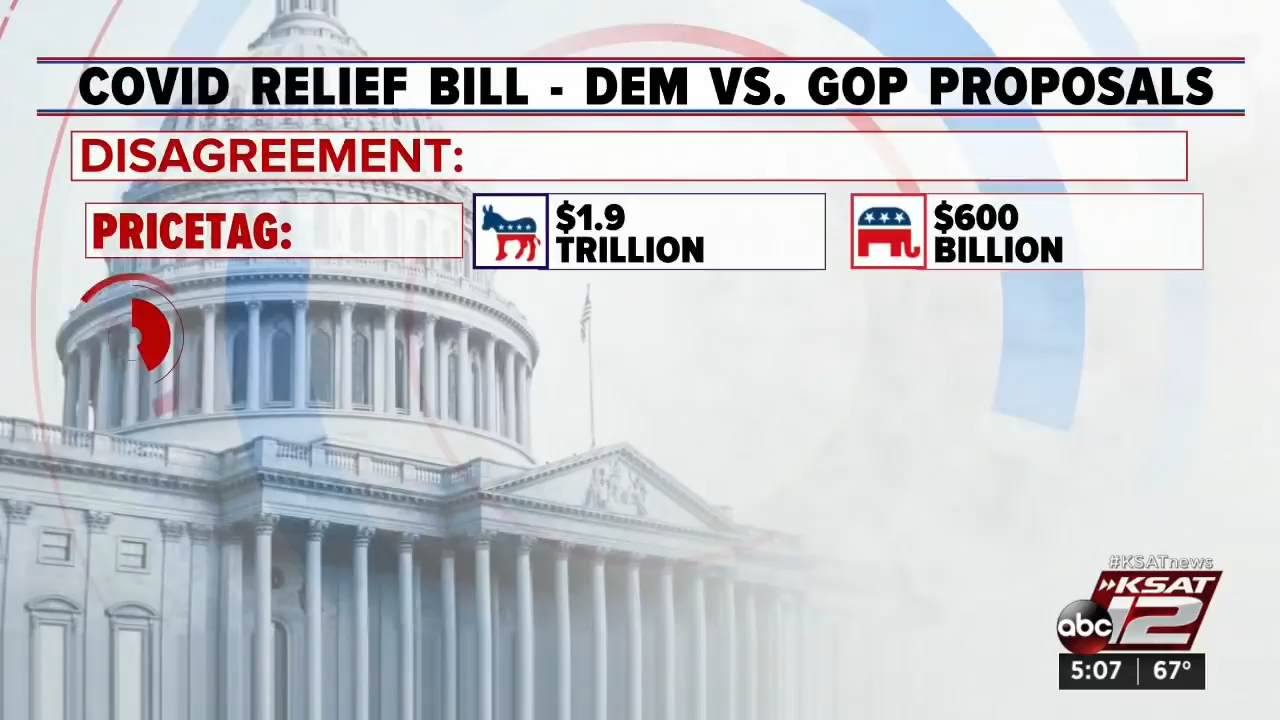 COVID RELIEF BILL - DEM VS. GOP PROPOSALS
DISAGREEMENT:
PRICETAG:
$1.9
TRILLION
$600
BILLION
#KSATnews
KSAT
abc
12
5:07 67°